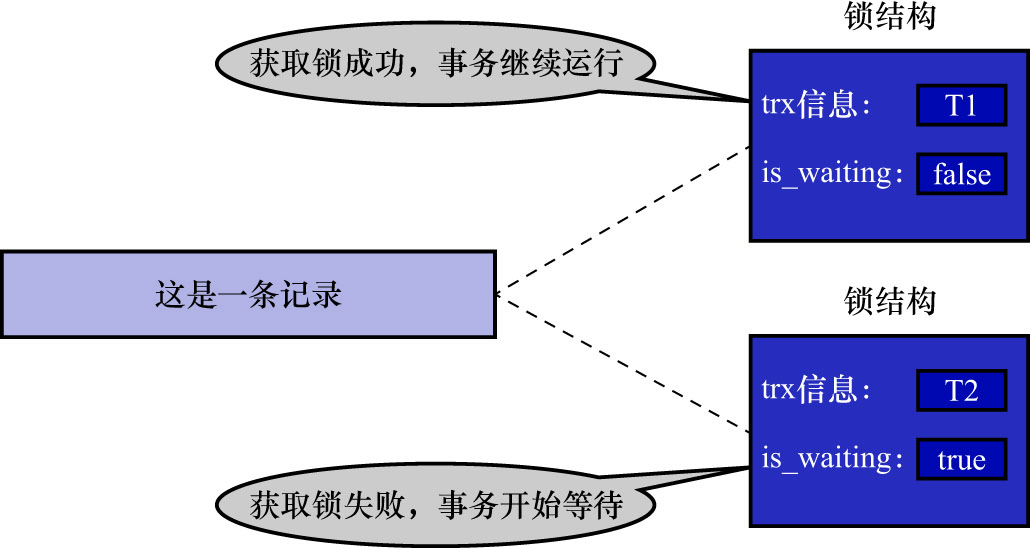 锁结构
获取锁成功，事务继续运行
trx信息： T1
is_waiting： false
这是一条记录
锁结构
trx信息： T2
is_waiting： true
获取锁失败，事务开始等待